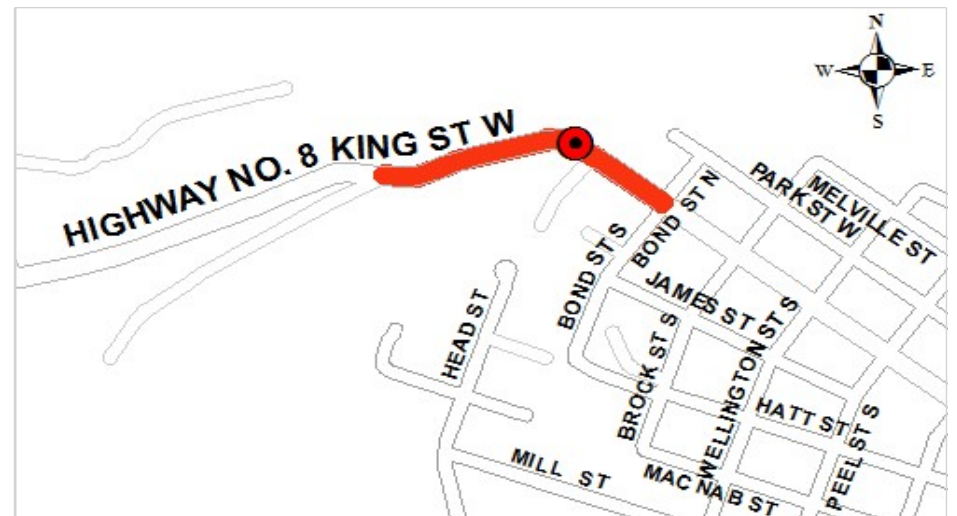 N
W E
S
HIGHWAY NO. 8 KING ST W
PARK ST W
MELVILLE ST
BOND ST N
BOND ST S
JAMES ST
HEAD ST
BROCK ST S
WELLINGTON ST S
HATT ST
PEEL ST S
MILL ST
MAC NAB ST